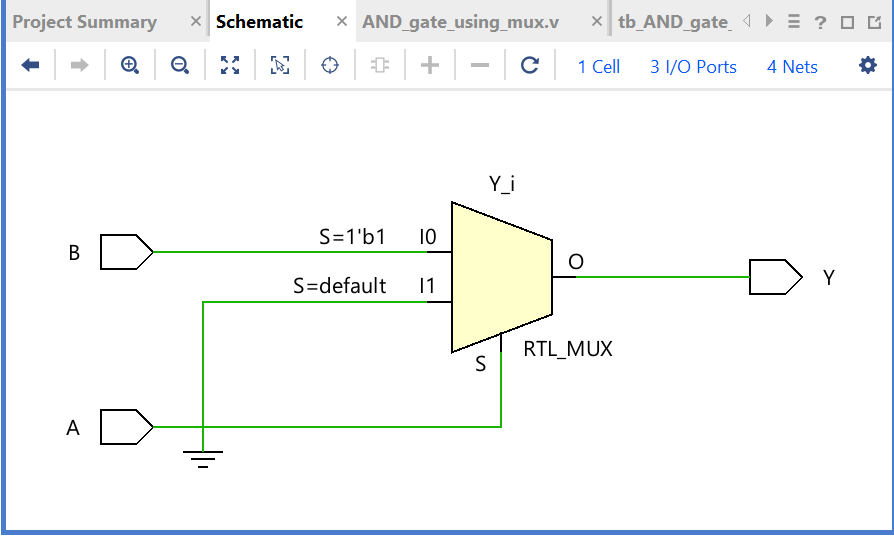 Project Summary × Schematic × AND_gate_using_mux.v × tb_AND_gate_
1 Cell 3 I/O Ports 4 Nets
Y_i
S=1'b1 I0
B
O
S=default I1
Y
RTL_MUX
S
A